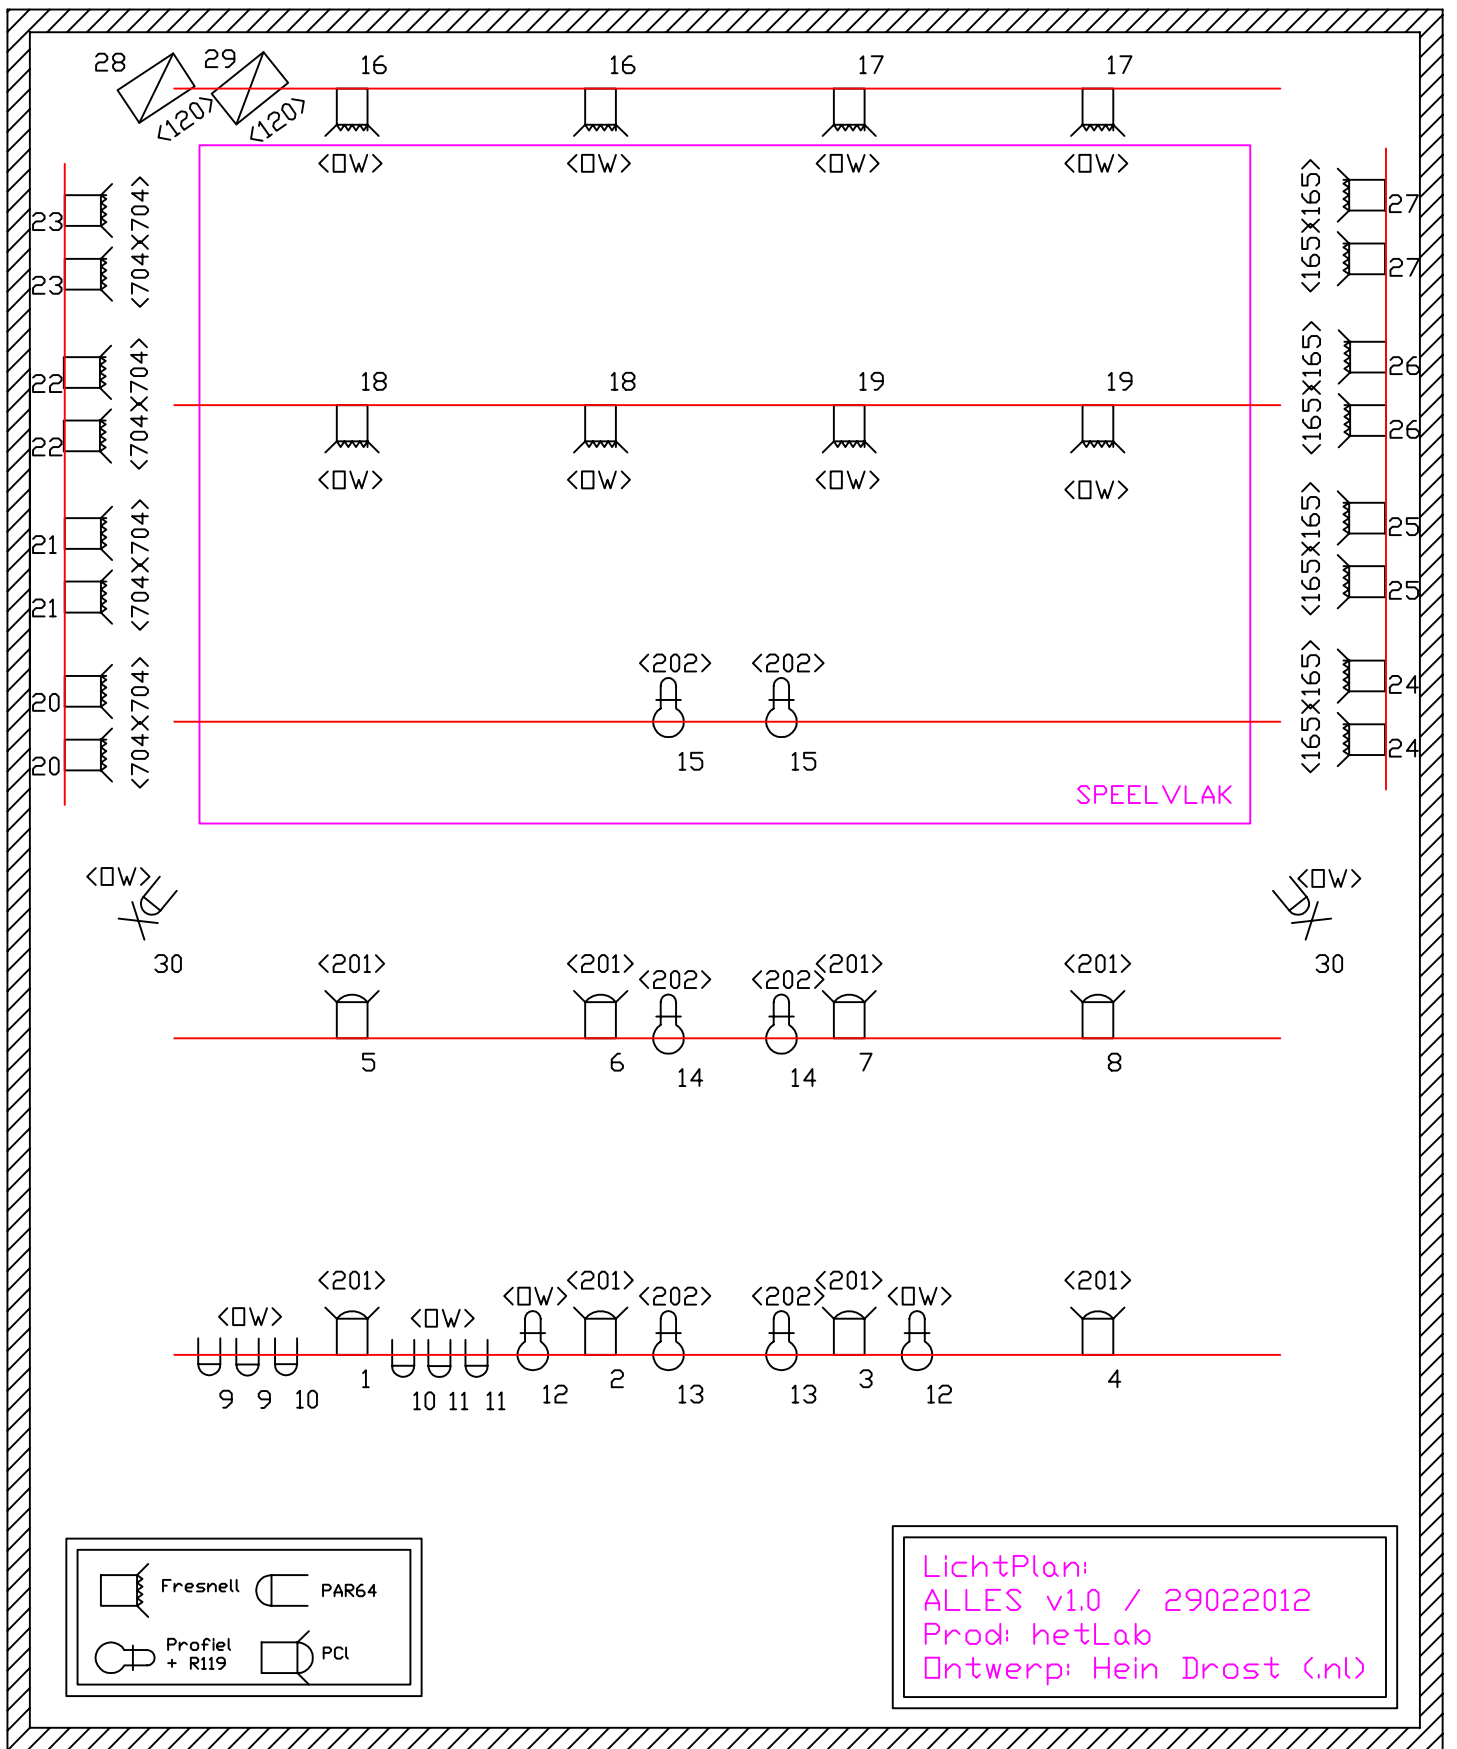 28 29 16 16 17 17
<120> <120>
<OW> <OW> <OW> <OW>
23 <704X704> <165X165> 27
23 27
22 <704X704> <165X165> 26
18 18 19 19
22 26
<OW> <OW> <OW> <OW>
21 <704X704> <165X165> 25
21 25
20 <704X704> <165X165> 24
<202> <202>
20 24
15 15
SPEELVLAK
<OW> <OW>
30 30
<201> <201> <202> <202> <201> <201>
5 6 14 14 7 8
<201> <201> <201> <201>
<OW> <OW> <OW> <202> <202> <OW>
9 9 10 1 10 11 11 12 2 13 13 3 12 4
Fresnell PAR64
Profiel PCl
+ R119
LichtPlan:
ALLES v1.0 / 29022012
Prod: hetLab
Ontwerp: Hein Drost (.nl)